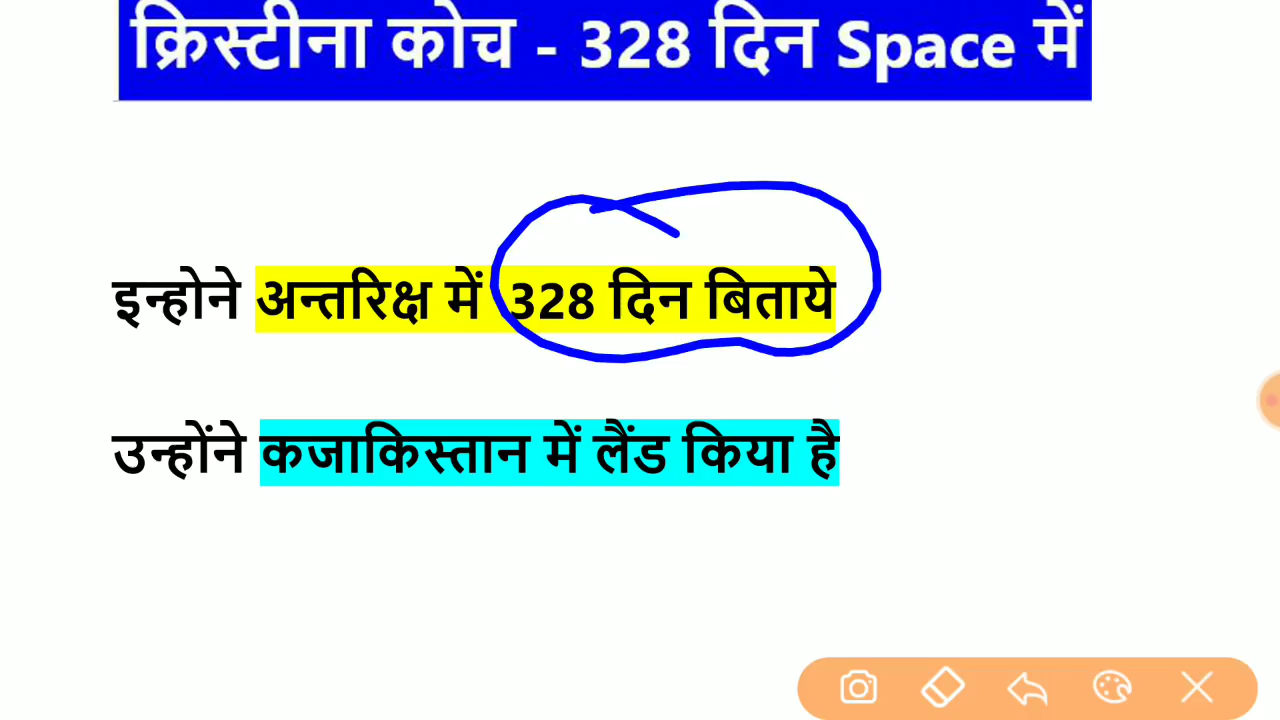 क्रिस्टीना कोच - 328 दिन Space में
इन्होने अन्तरिक्ष में 328 दिन बिताये
उन्होंने कजाकिस्तान में लैंड किया है